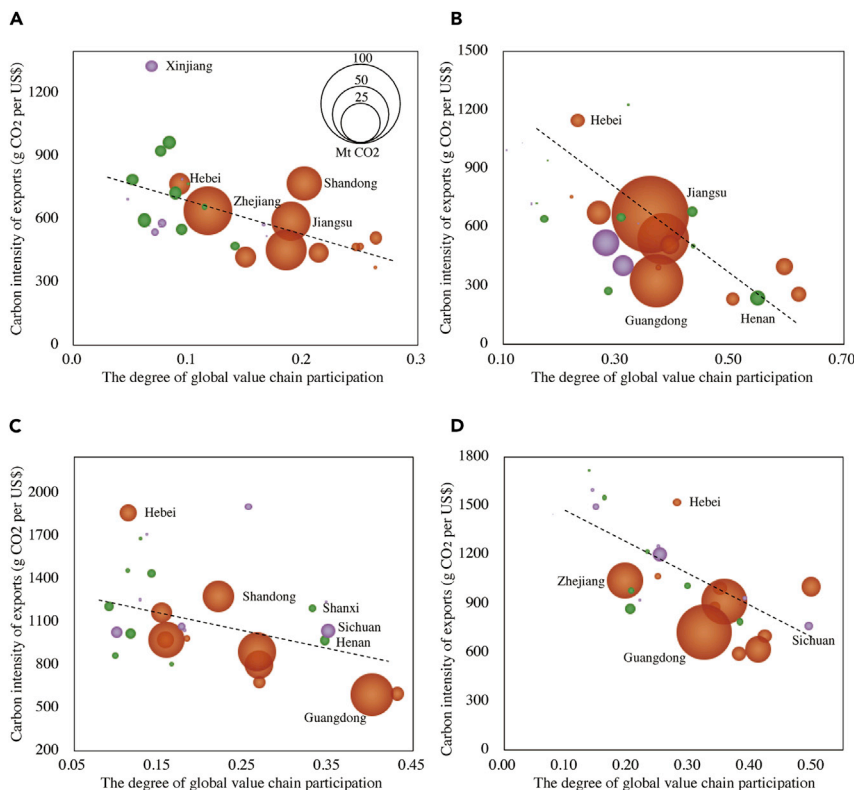 A
Carbon intensity of exports (g CO2 per US$)
1200
900
600
300
0
0.0
0.1
0.2
0.3
The degree of global value chain participation
Xinjiang
Hebei
Zhejiang
Shandong
Jiangsu
100
50
25
Mt CO2
B
Carbon intensity of exports (g CO2 per US$)
1500
1200
900
600
300
0
0.10
0.30
0.50
0.70
The degree of global value chain participation
Hebei
Jiangsu
Guangdong
Henan
C
Carbon intensity of exports (g CO2 per US$)
2000
1700
1400
1100
800
500
200
0.05
0.15
0.25
0.35
0.45
The degree of global value chain participation
Hebei
Shandong
Shanxi
Sichuan
Henan
Guangdong
D
Carbon intensity of exports (g CO2 per US$)
1800
1500
1200
900
600
300
0
0.00
0.10
0.20
0.30
0.40
0.50
The degree of global value chain participation
Hebei
Zhejiang
Guangdong
Sichuan